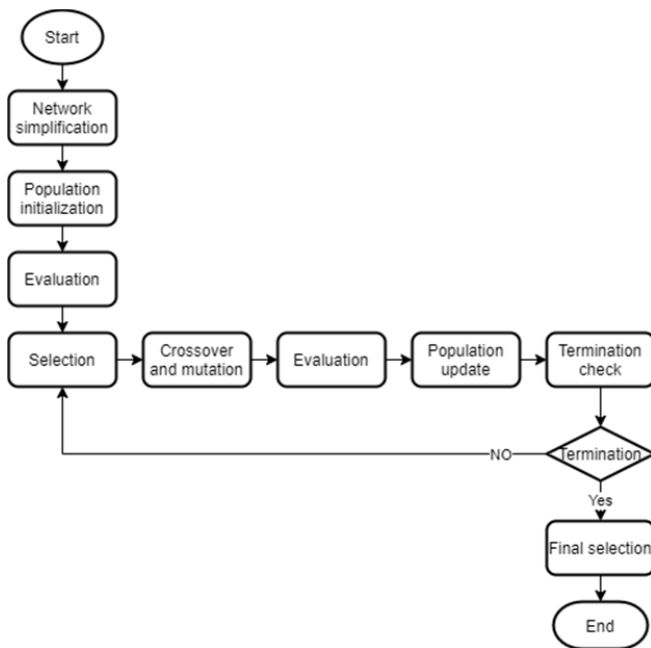 Start
Network
simplification
Population
initialization
Evaluation
Selection
Crossover
and mutation
Evaluation
Population
update
Termination
check
Termination
NO
Yes
Final selection
End